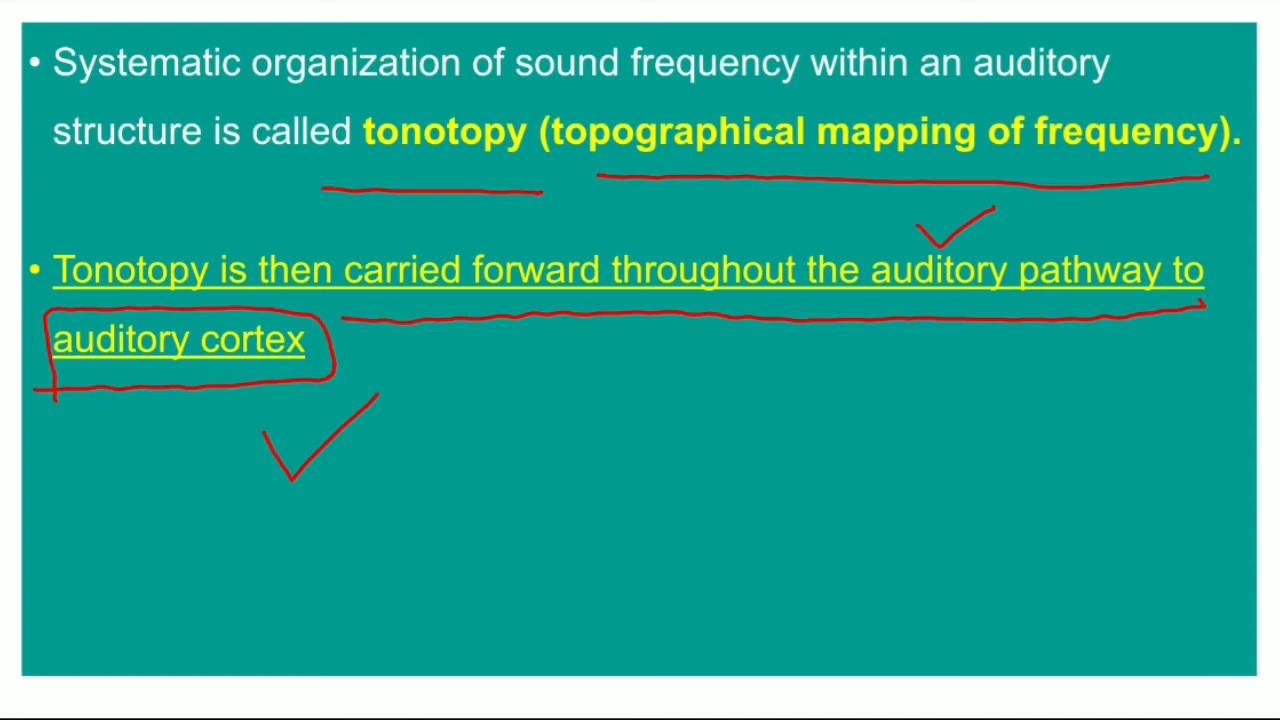 • Systematic organization of sound frequency within an auditory
structure is called tonotopy (topographical mapping of frequency).
• Tonotopy is then carried forward throughout the auditory pathway to
auditory cortex